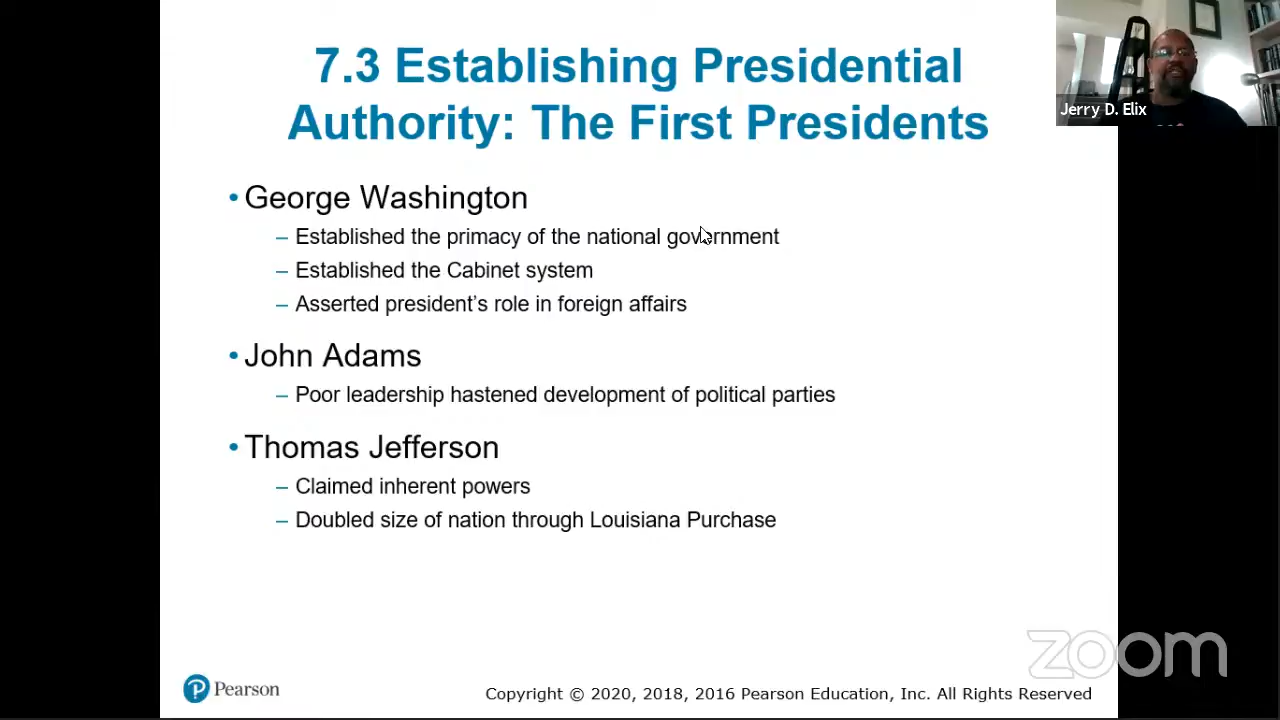 7.3 Establishing Presidential
Authority: The First Presidents
Jerry D. Elix
• George Washington
– Established the primacy of the national government
– Established the Cabinet system
– Asserted president's role in foreign affairs
• John Adams
– Poor leadership hastened development of political parties
• Thomas Jefferson
– Claimed inherent powers
– Doubled size of nation through Louisiana Purchase
zoom
P Pearson
Copyright © 2020, 2018, 2016 Pearson Education, Inc. All Rights Reserved